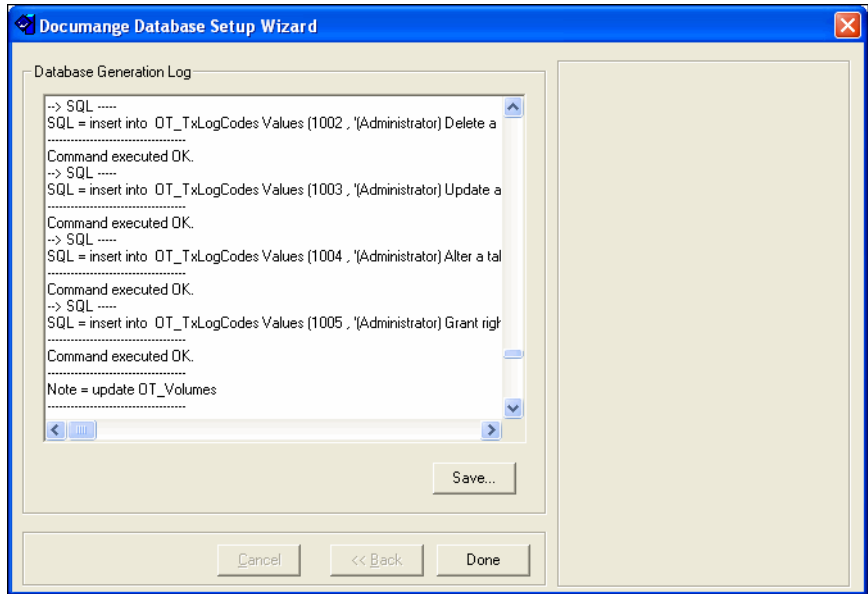 Documange Database Setup Wizard
Database Generation Log
--> SQL -----
SQL = insert into OT_TxLogCodes Values (1002 , '(Administrator) Delete a
-----------------------------------
Command executed OK.
--> SQL -----
SQL = insert into OT_TxLogCodes Values (1003 , '(Administrator) Update a
-----------------------------------
Command executed OK.
--> SQL -----
SQL = insert into OT_TxLogCodes Values (1004 , '(Administrator) Alter a tal
-----------------------------------
Command executed OK.
--> SQL -----
SQL = insert into OT_TxLogCodes Values (1005 , '(Administrator) Grant righ
-----------------------------------
Command executed OK.
-----------------------------------
Note = update OT_Volumes
-----------------------------------
Save...
Cancel
<< Back
Done